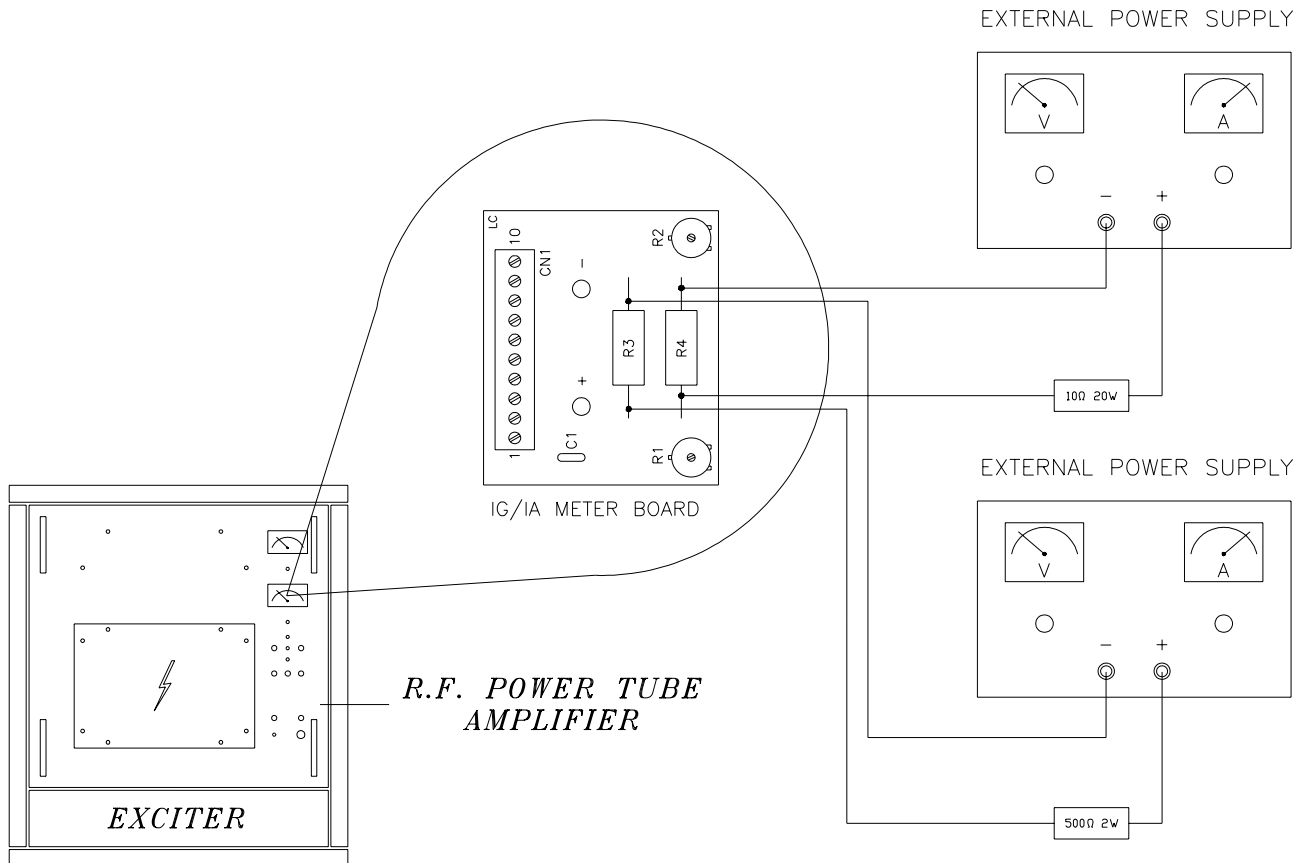 EXTERNAL POWER SUPPLY
V
A
-
+
LC
10
CN1
-
R2
R3
R4
+
10Ω 20W
1
C1
R1
IG/IA METER BOARD
EXTERNAL POWER SUPPLY
V
A
-
+
R.F. POWER TUBE
AMPLIFIER
500Ω 2W
EXCITER